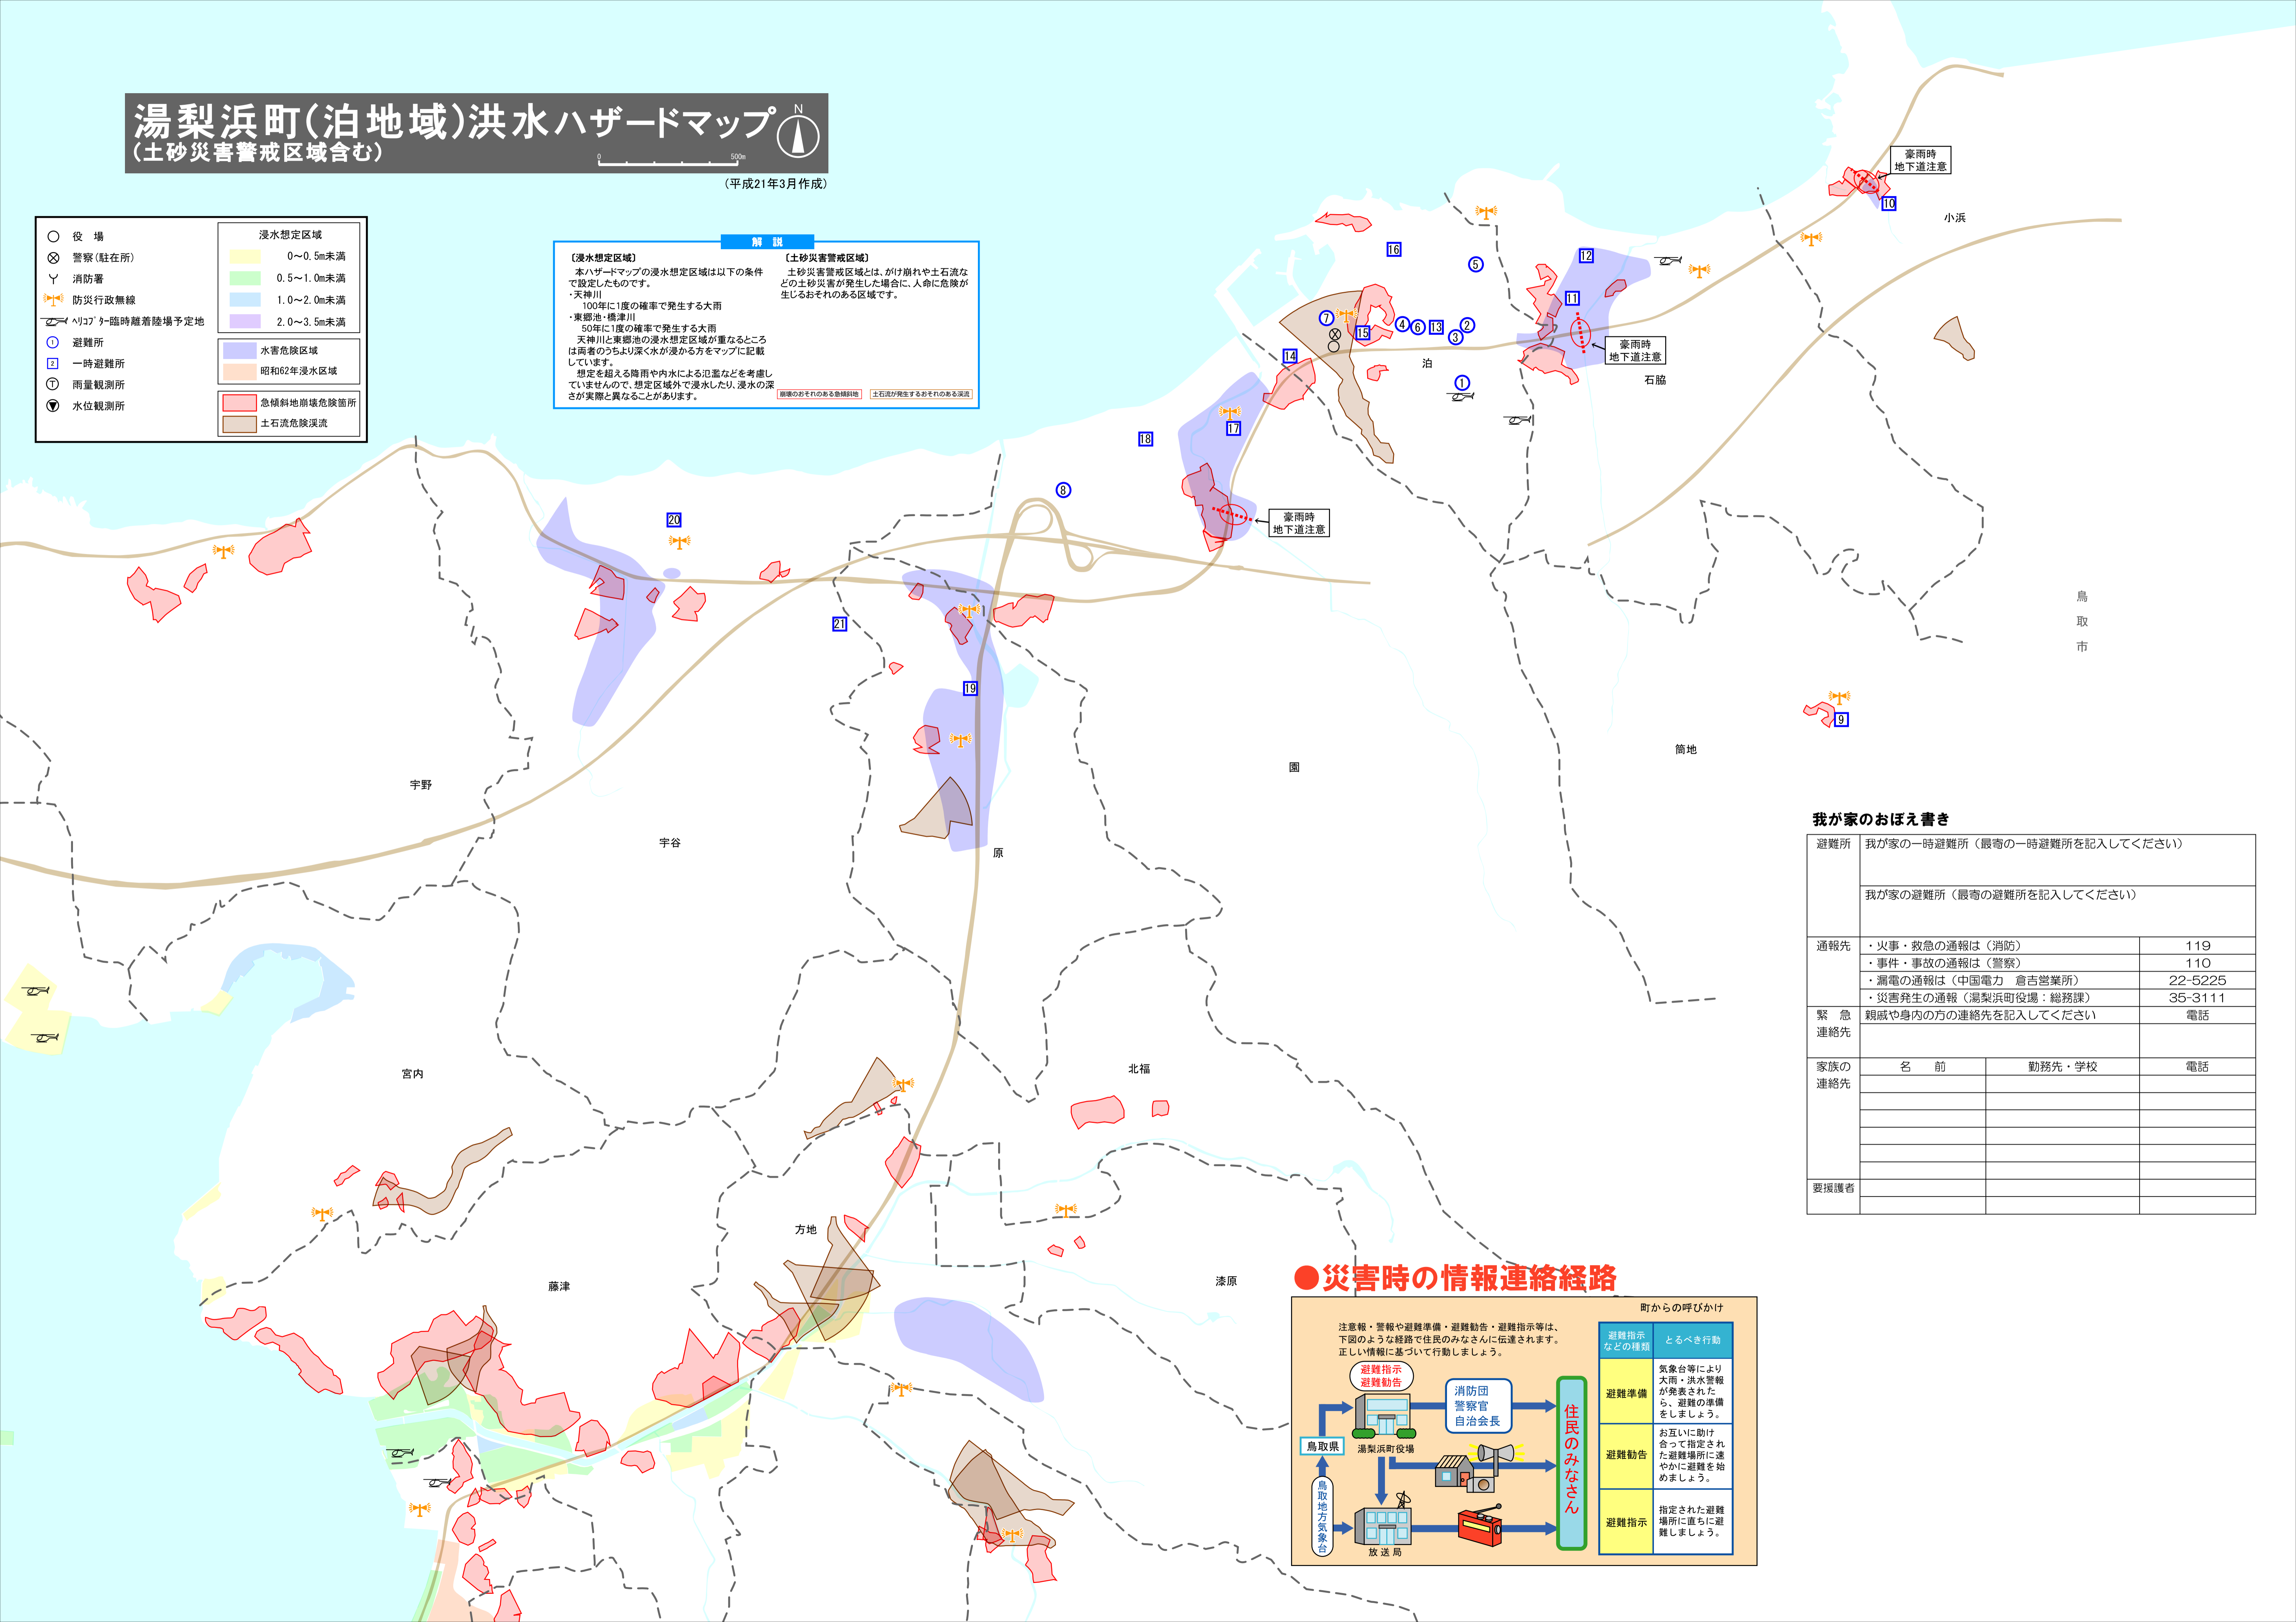 湯梨浜町(泊地域)洪水ハザードマップ
(土砂災害警戒区域含む)
N
0 500m
(平成21年3月作成)
役　場
警察(駐在所)
消防署
防災行政無線
ヘリコプター臨時離着陸場予定地
1 避難所
2 一時避難所
T 雨量観測所
水位観測所
浸水想定区域
0〜0.5m未満
0.5〜1.0m未満
1.0〜2.0m未満
2.0〜3.5m未満
水害危険区域
昭和62年浸水区域
急傾斜地崩壊危険箇所
土石流危険渓流
解　説
〔浸水想定区域〕
本ハザードマップの浸水想定区域は以下の条件
で設定したものです。
・天神川
100年に1度の確率で発生する大雨
・東郷池・橋津川
50年に1度の確率で発生する大雨
天神川と東郷池の浸水想定区域が重なるところ
は両者のうちより深く水が浸かる方をマップに記載
しています。
想定を超える降雨や内水による氾濫などを考慮し
ていませんので、想定区域外で浸水したり、浸水の深
さが実際と異なることがあります。
〔土砂災害警戒区域〕
土砂災害警戒区域とは、がけ崩れや土石流な
どの土砂災害が発生した場合に、人命に危険が
生じるおそれのある区域です。
崩壊のおそれのある急傾斜地
土石流が発生するおそれのある渓流
豪雨時
地下道注意
10
小浜
16
5
12
11
7
15
4
6
13
2
3
14
泊
豪雨時
地下道注意
石脇
1
17
18
8
豪雨時
地下道注意
20
21
19
鳥
取
市
9
筒地
園
宇野
宇谷
原
宮内
北福
方地
藤津
漆原
我が家のおぼえ書き
避難所 我が家の一時避難所（最寄の一時避難所を記入してください）
我が家の避難所（最寄の避難所を記入してください）
通報先 ・火事・救急の通報は（消防） 119
・事件・事故の通報は（警察） 110
・漏電の通報は（中国電力　倉吉営業所） 22-5225
・災害発生の通報（湯梨浜町役場：総務課） 35-3111
緊　急 親戚や身内の方の連絡先を記入してください 電話
連絡先
家族の 名　前 勤務先・学校 電話
連絡先
要援護者
●災害時の情報連絡経路
町からの呼びかけ
注意報・警報や避難準備・避難勧告・避難指示等は、
下図のような経路で住民のみなさんに伝達されます。
正しい情報に基づいて行動しましょう。
避難指示
避難勧告
消防団
警察官
自治会長
鳥取県
湯梨浜町役場
鳥取地方気象台
放送局
住民のみなさん
避難指示
などの種類
とるべき行動
避難準備
気象台等により
大雨・洪水警報
が発表された
ら、避難の準備
をしましょう。
避難勧告
お互いに助け
合って指定され
た避難場所に速
やかに避難を始
めましょう。
避難指示
指定された避難
場所に直ちに避
難しましょう。